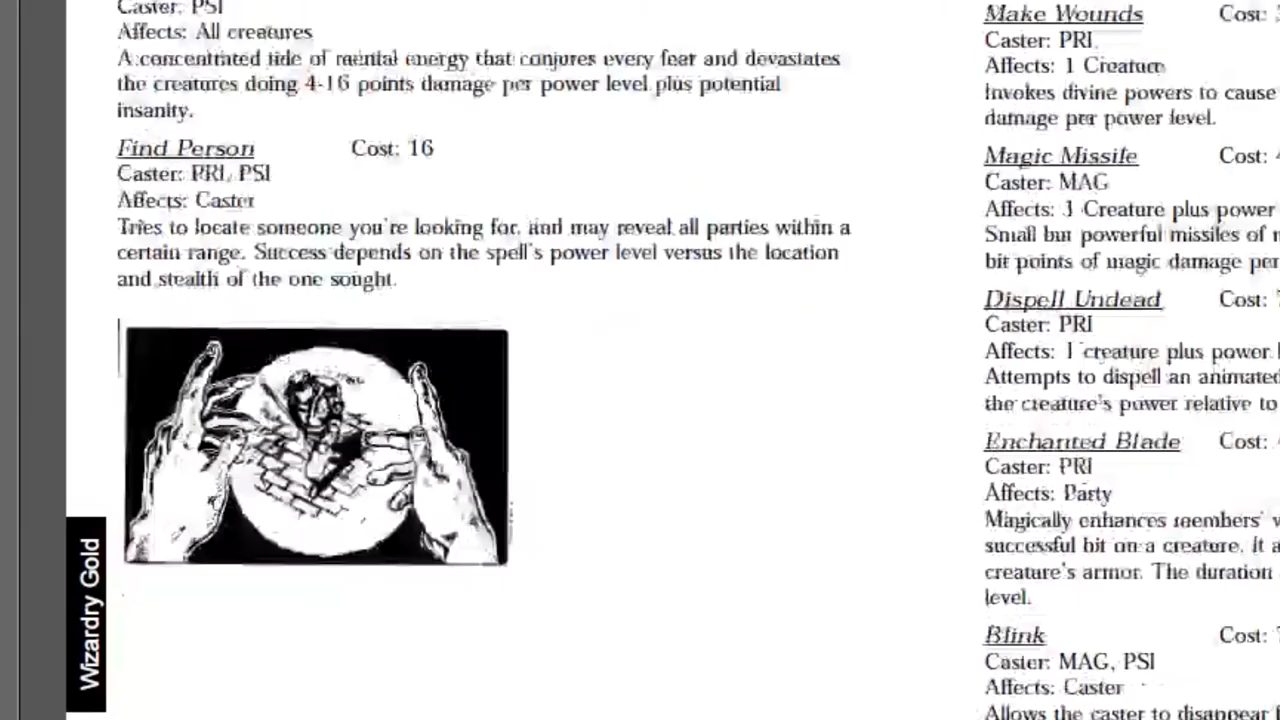 Caster: PSI
Affects: All creatures
A concentrated tide of mental energy that conjures every fear and devastates
the creatures doing 4-16 points damage per power level plus potential
insanity.
Find Person Cost: 16
Caster: PRI, PSI
Affects: Caster
Tries to locate someone you're looking for, and may reveal all parties within a
certain range. Success depends on the spell's power level versus the location
and stealth of the one sought.
Wizardry Gold
Make Wounds Cost:
Caster: PRI
Affects: 1 Creature
Invokes divine powers to cause
damage per power level.
Magic Missile Cost:
Caster: MAG
Affects: 1 Creature plus power
Small but powerful missiles of
hit points of magic damage per
Dispell Undead Cost:
Caster: PRI
Affects: 1 creature plus power
Attempts to dispell an animated
the creature's power relative to
Enchanted Blade Cost:
Caster: PRI
Affects: Party
Magically enhances members'
successful hit on a creature. It
creature's armor. The duration
level.
Blink Cost:
Caster: MAG, PSI
Affects: Caster
Allows the caster to disappear